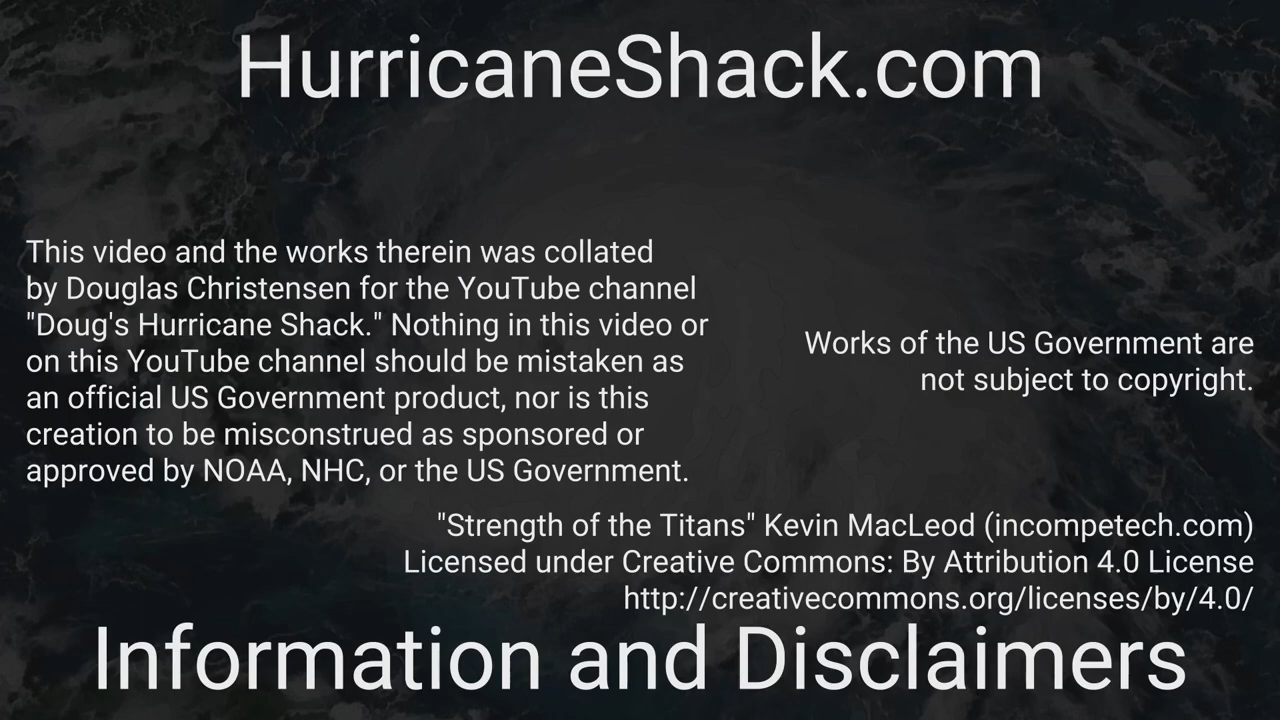 HurricaneShack.com
This video and the works therein was collated
by Douglas Christensen for the YouTube channel
"Doug's Hurricane Shack." Nothing in this video or
on this YouTube channel should be mistaken as
an official US Government product, nor is this
creation to be misconstrued as sponsored or
approved by NOAA, NHC, or the US Government.
Works of the US Government are
not subject to copyright.
"Strength of the Titans" Kevin MacLeod (incompetech.com)
Licensed under Creative Commons: By Attribution 4.0 License
http://creativecommons.org/licenses/by/4.0/
Information and Disclaimers